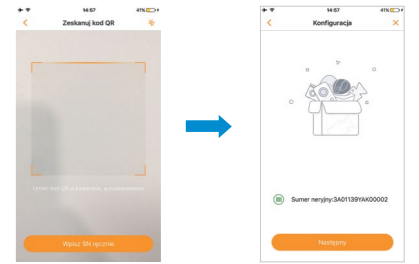 14:57
41%
Zeskanuj kod QR
Wpisz SN ręcznie
14:57
41%
Konfiguracja
Sumer neryjny:3A01139YAK00002
Następny